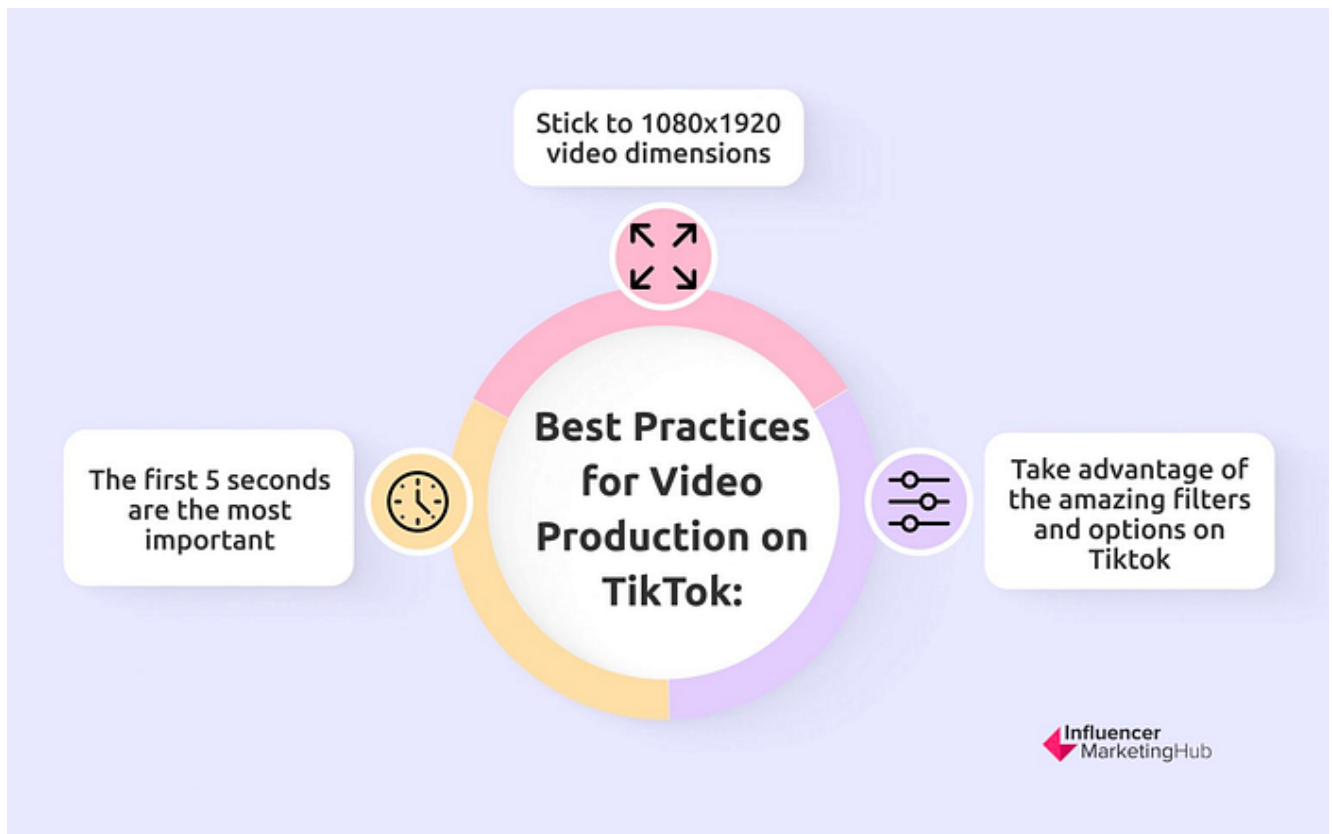 Stick to 1080x1920
video dimensions
Best Practices
for Video
Production on
TikTok:
The first 5 seconds
are the most
important
Take advantage of
the amazing filters
and options on
Tiktok
Influencer
MarketingHub